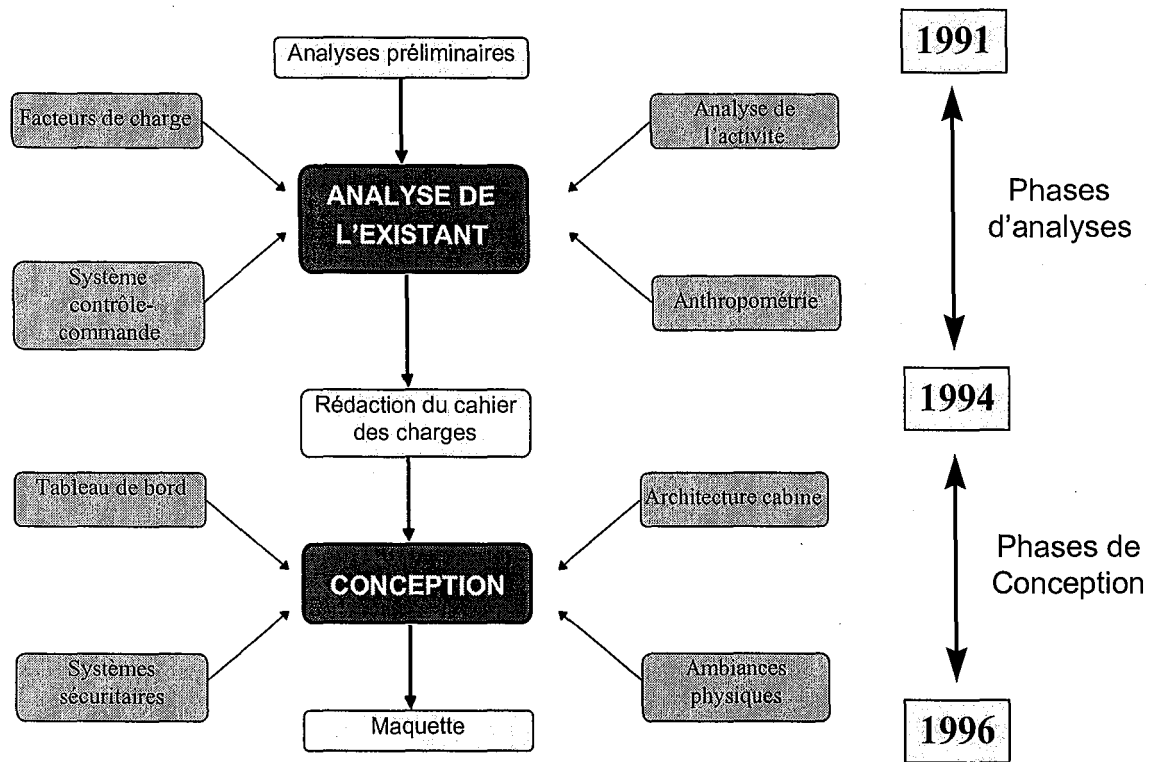 Analyses préliminaires
1991
Facteurs de charge
Analyse de
l'activité
ANALYSE DE
L'EXISTANT
Phases
d'analyses
Système
contrôle-
commande
Anthropométrie
Rédaction du cahier
des charges
1994
Tableau de bord
Architecture cabine
CONCEPTION
Phases de
Conception
Systèmes
sécuritaires
Ambiances
physiques
Maquette
1996